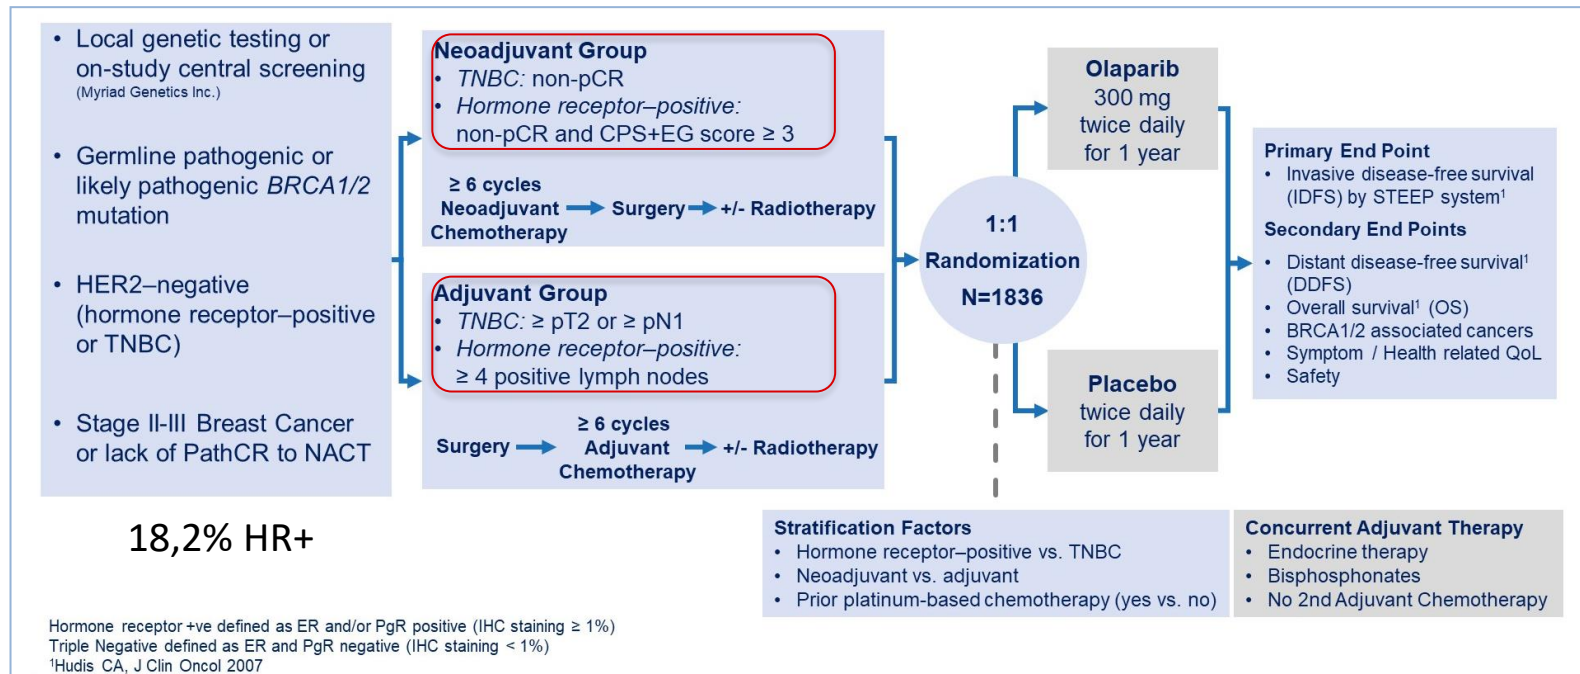 • Local genetic testing or
on-study central screening
(Myriad Genetics Inc.)
• Germline pathogenic or
likely pathogenic BRCA1/2
mutation
• HER2–negative
(hormone receptor–positive
or TNBC)
• Stage II-III Breast Cancer
or lack of PathCR to NACT
18,2% HR+
Neoadjuvant Group
• TNBC: non-pCR
• Hormone receptor–positive:
non-pCR and CPS+EG score ≥ 3
≥ 6 cycles
Neoadjuvant
Chemotherapy
Surgery
+/- Radiotherapy
Adjuvant Group
• TNBC: ≥ pT2 or ≥ pN1
• Hormone receptor–positive:
≥ 4 positive lymph nodes
Surgery
≥ 6 cycles
Adjuvant
Chemotherapy
+/- Radiotherapy
1:1
Randomization
N=1836
Olaparib
300 mg
twice daily
for 1 year
Placebo
twice daily
for 1 year
Primary End Point
• Invasive disease-free survival
(IDFS) by STEEP system¹
Secondary End Points
• Distant disease-free survival¹
(DDFS)
• Overall survival¹ (OS)
• BRCA1/2 associated cancers
• Symptom / Health related QoL
• Safety
Stratification Factors
• Hormone receptor–positive vs. TNBC
• Neoadjuvant vs. adjuvant
• Prior platinum-based chemotherapy (yes vs. no)
Concurrent Adjuvant Therapy
• Endocrine therapy
• Bisphosphonates
• No 2nd Adjuvant Chemotherapy
Hormone receptor +ve defined as ER and/or PgR positive (IHC staining ≥ 1%)
Triple Negative defined as ER and PgR negative (IHC staining < 1%)
¹Hudis CA, J Clin Oncol 2007